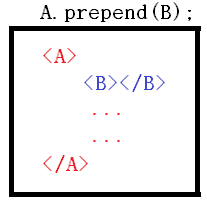 A.prepend(B);
<A>
<B></B>
...
...
</A>